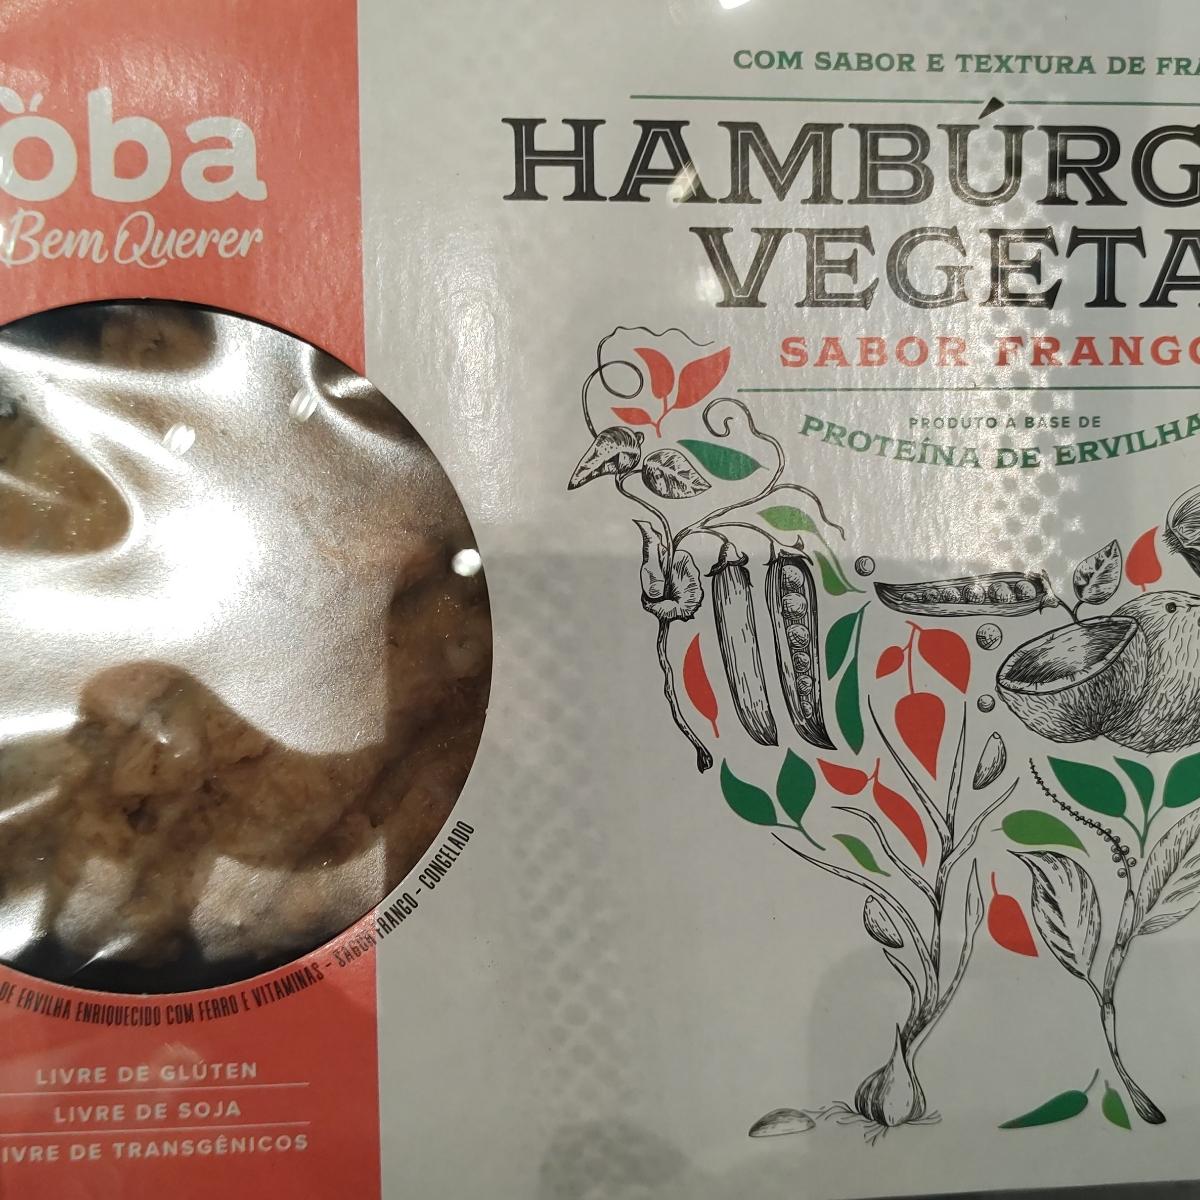 öba
Bem Querer
COM SABOR E TEXTURA DE FRA
HAMBÚRG
VEGETA
SABOR FRANGO
PRODUTO À BASE DE
PROTEÍNA DE ERVILHA
DE ERVILHA ENRIQUECIDO COM FERRO E VITAMINAS - SABOR FRANGO - CONGELADO
LIVRE DE GLÚTEN
LIVRE DE SOJA
IVRE DE TRANSGÊNICOS